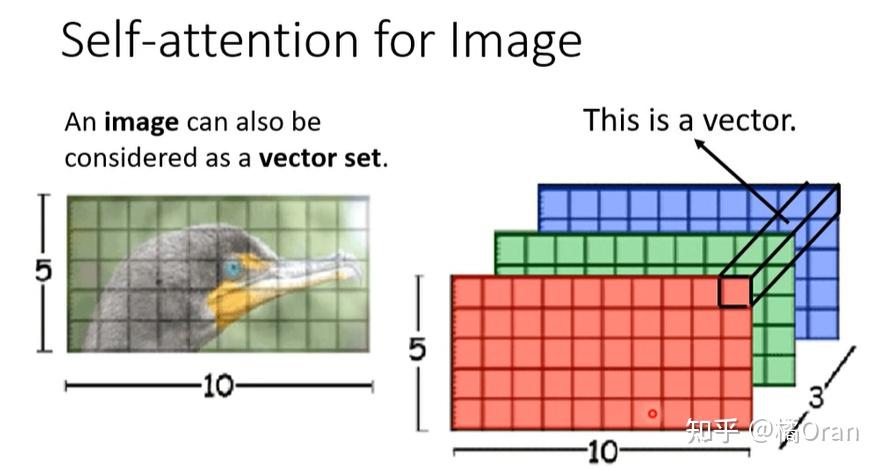 Self-attention for Image
An image can also be
considered as a vector set.
This is a vector.
5
10
5
10
3
知乎 @橘Oran